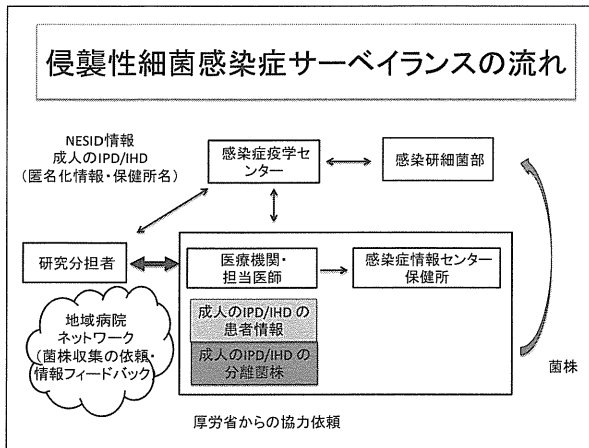 侵襲性細菌感染症サーベイランスの流れ
NESID情報
成人のIPD/IHD
（匿名化情報・保健所名）
感染症疫学セ
ンター
感染研細菌部
研究分担者
医療機関・
担当医師
感染症情報センター
保健所
地域病院
ネットワーク
（菌株収集の依頼・
情報フィードバック
成人のIPD/IHD の
患者情報
成人のIPD/IHD の
分離菌株
菌株
厚労省からの協力依頼